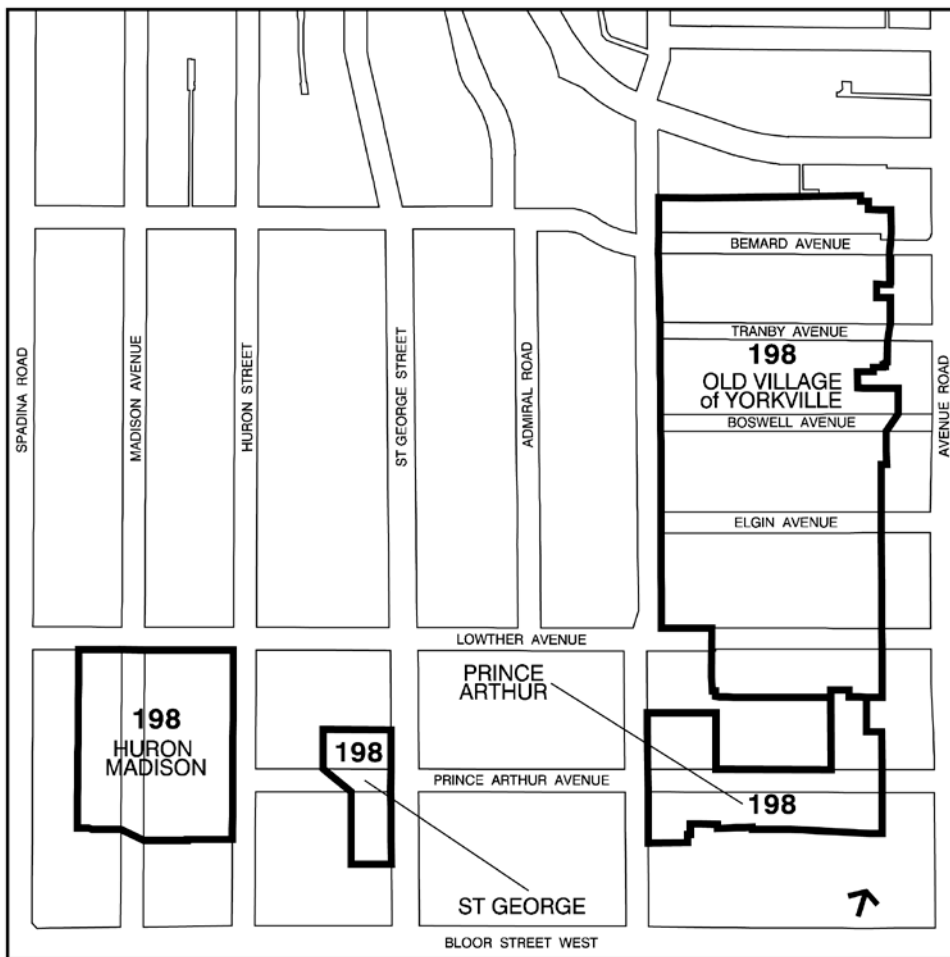 BEMARD AVENUE
TRANBY AVENUE
198
OLD VILLAGE
of YORKVILLE
BOSWELL AVENUE
ELGIN AVENUE
SPADINA ROAD
MADISON AVENUE
HURON STREET
ST GEORGE STREET
ADMIRAL ROAD
AVENUE ROAD
LOWTHER AVENUE
PRINCE
ARTHUR
198
HURON
MADISON
198
PRINCE ARTHUR AVENUE
198
ST GEORGE
BLOOR STREET WEST